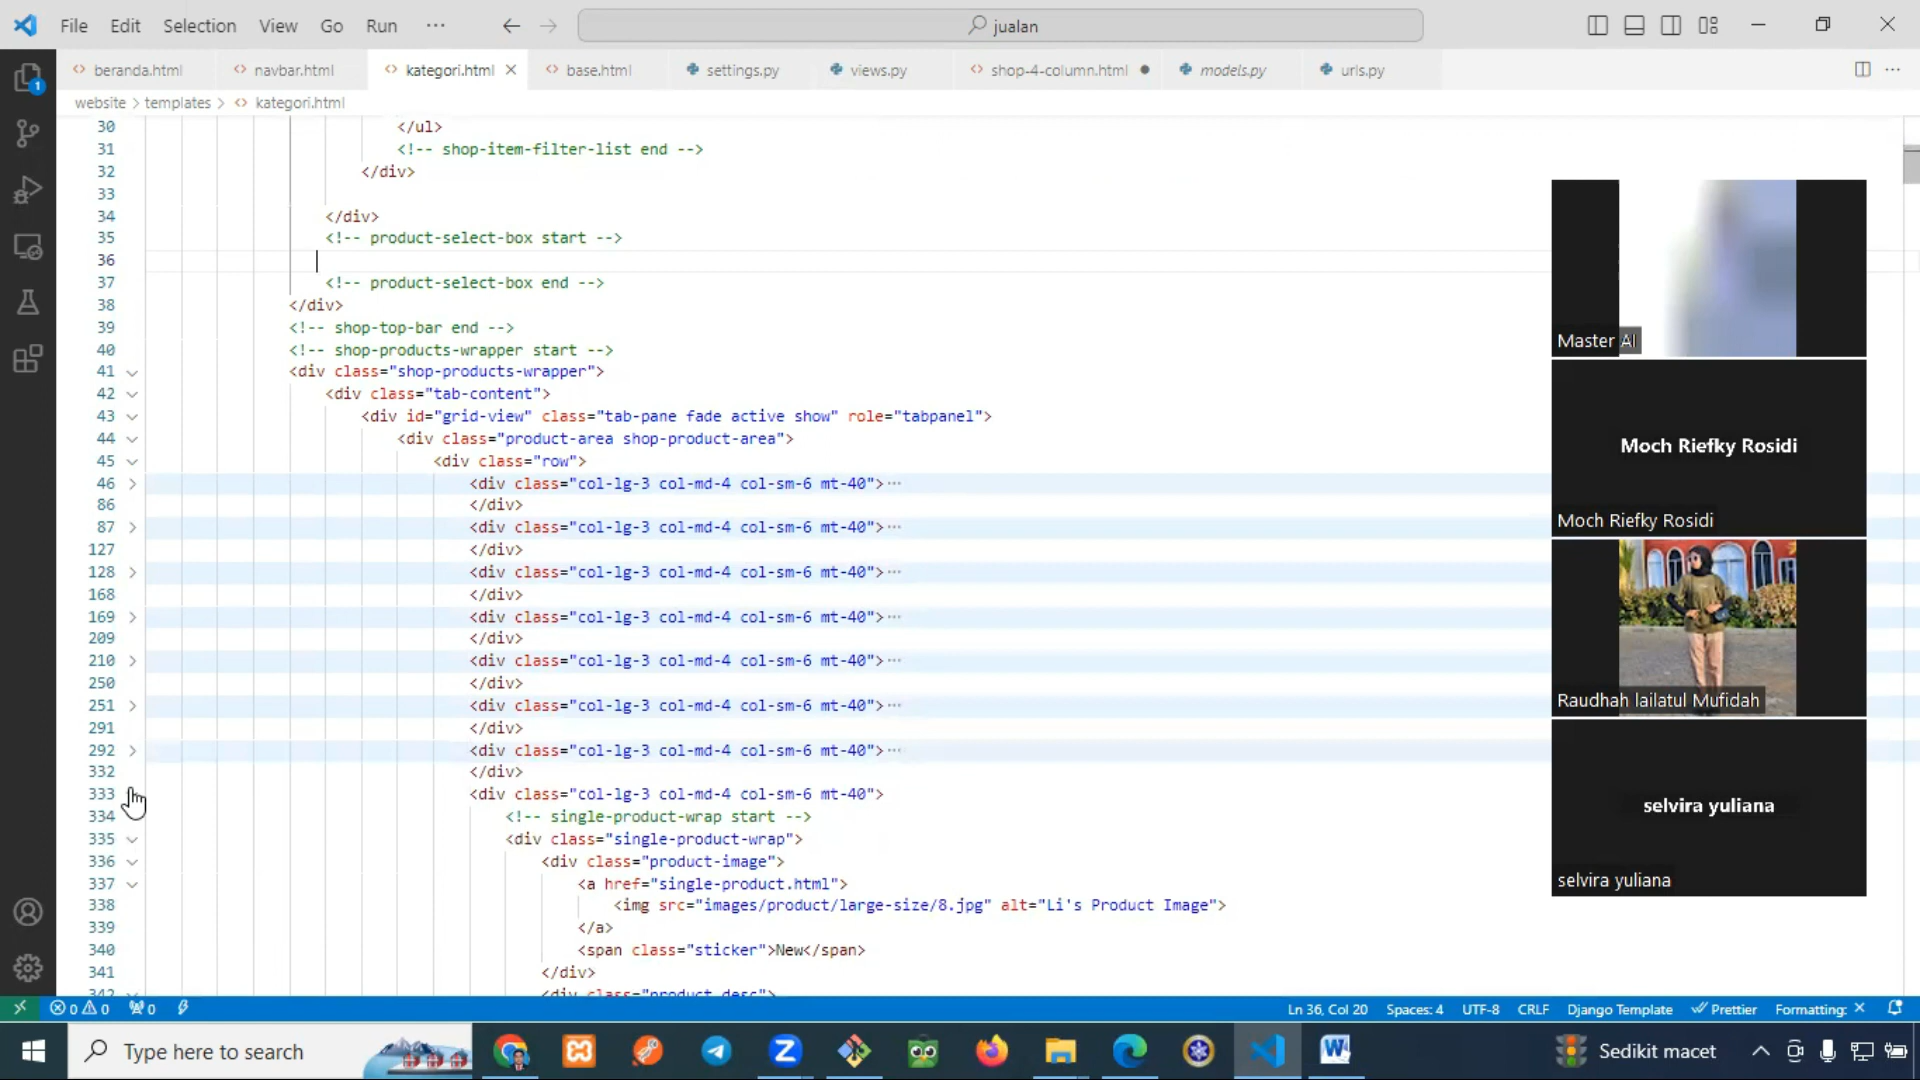 File Edit Selection View Go Run ··· jualan
beranda.html navbar.html kategori.html base.html settings.py views.py shop-4-column.html models.py urls.py
website > templates > kategori.html
30 </ul>
31 <!-- shop-item-filter-list end -->
32 </div>
33
34 </div>
35 <!-- product-select-box start -->
36
37 <!-- product-select-box end -->
38 </div>
39 <!-- shop-top-bar end -->
40 <!-- shop-products-wrapper start -->
41 <div class="shop-products-wrapper">
42 <div class="tab-content">
43 <div id="grid-view" class="tab-pane fade active show" role="tabpanel">
44 <div class="product-area shop-product-area">
45 <div class="row">
46 <div class="col-lg-3 col-md-4 col-sm-6 mt-40">···
86 </div>
87 <div class="col-lg-3 col-md-4 col-sm-6 mt-40">···
127 </div>
128 <div class="col-lg-3 col-md-4 col-sm-6 mt-40">···
168 </div>
169 <div class="col-lg-3 col-md-4 col-sm-6 mt-40">···
209 </div>
210 <div class="col-lg-3 col-md-4 col-sm-6 mt-40">···
250 </div>
251 <div class="col-lg-3 col-md-4 col-sm-6 mt-40">···
291 </div>
292 <div class="col-lg-3 col-md-4 col-sm-6 mt-40">···
332 </div>
333 <div class="col-lg-3 col-md-4 col-sm-6 mt-40">
334 <!-- single-product-wrap start -->
335 <div class="single-product-wrap">
336 <div class="product-image">
337 <a href="single-product.html">
338 <img src="images/product/large-size/8.jpg" alt="Li's Product Image">
339 </a>
340 <span class="sticker">New</span>
341 </div>
342 <div class="product_desc">
Master Al
Moch Riefky Rosidi
Moch Riefky Rosidi
Raudhah lailatul Mufidah
selvira yuliana
selvira yuliana
0 0 0 Ln 36, Col 20 Spaces: 4 UTF-8 CRLF Django Template Prettier Formatting: ×
Type here to search Sedikit macet